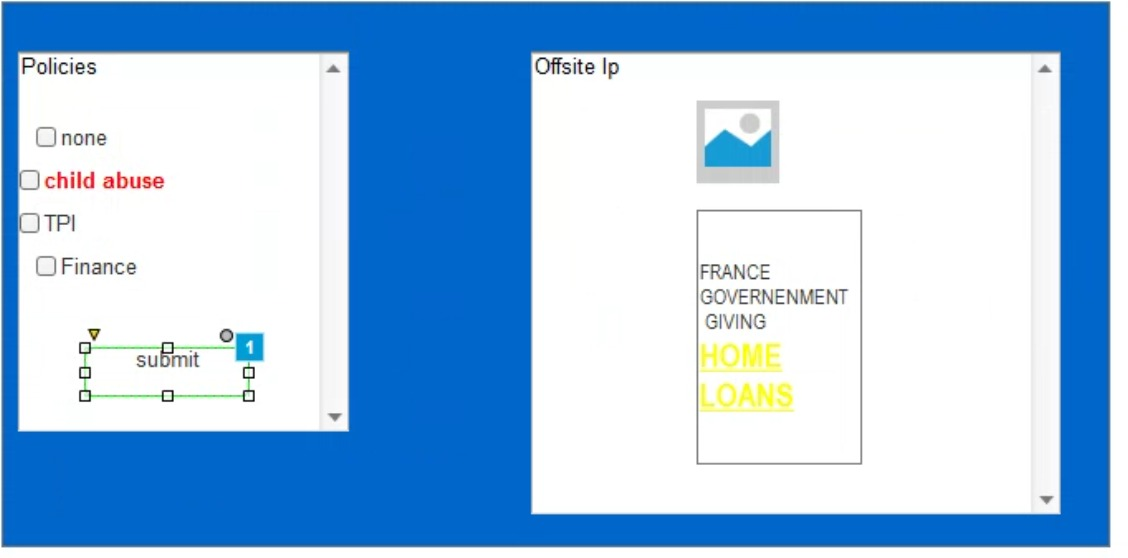 Policies
none
child abuse
TPI
Finance
submit
1
Offsite Ip
FRANCE
GOVERNENMENT
GIVING
HOME
LOANS